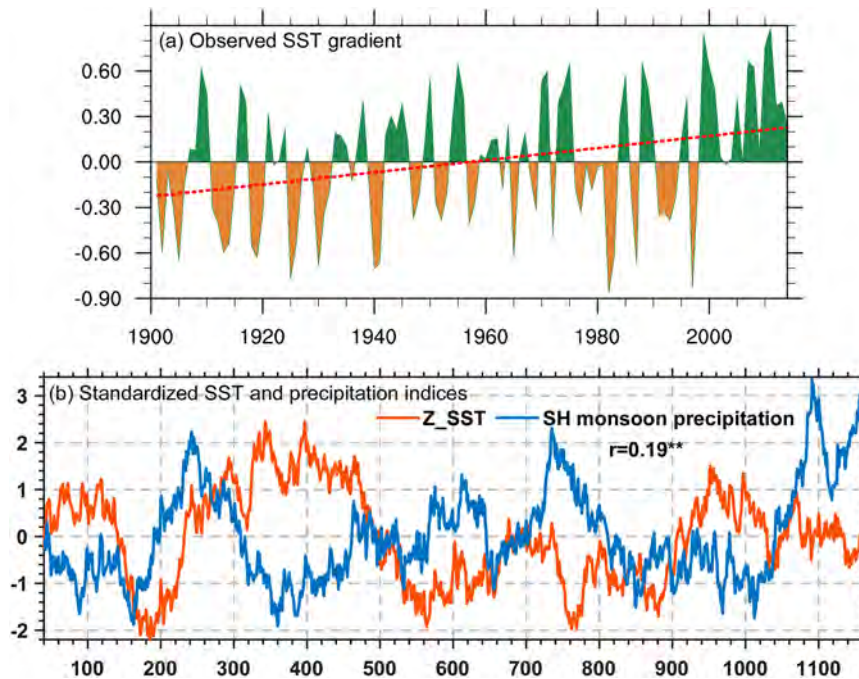 (a) Observed SST gradient
0.60
0.30
0.00
-0.30
-0.60
-0.90
1900 1920 1940 1960 1980 2000
(b) Standardized SST and precipitation indices
Z_SST SH monsoon precipitation
r=0.19**
3
2
1
0
-1
-2
100 200 300 400 500 600 700 800 900 1000 1100